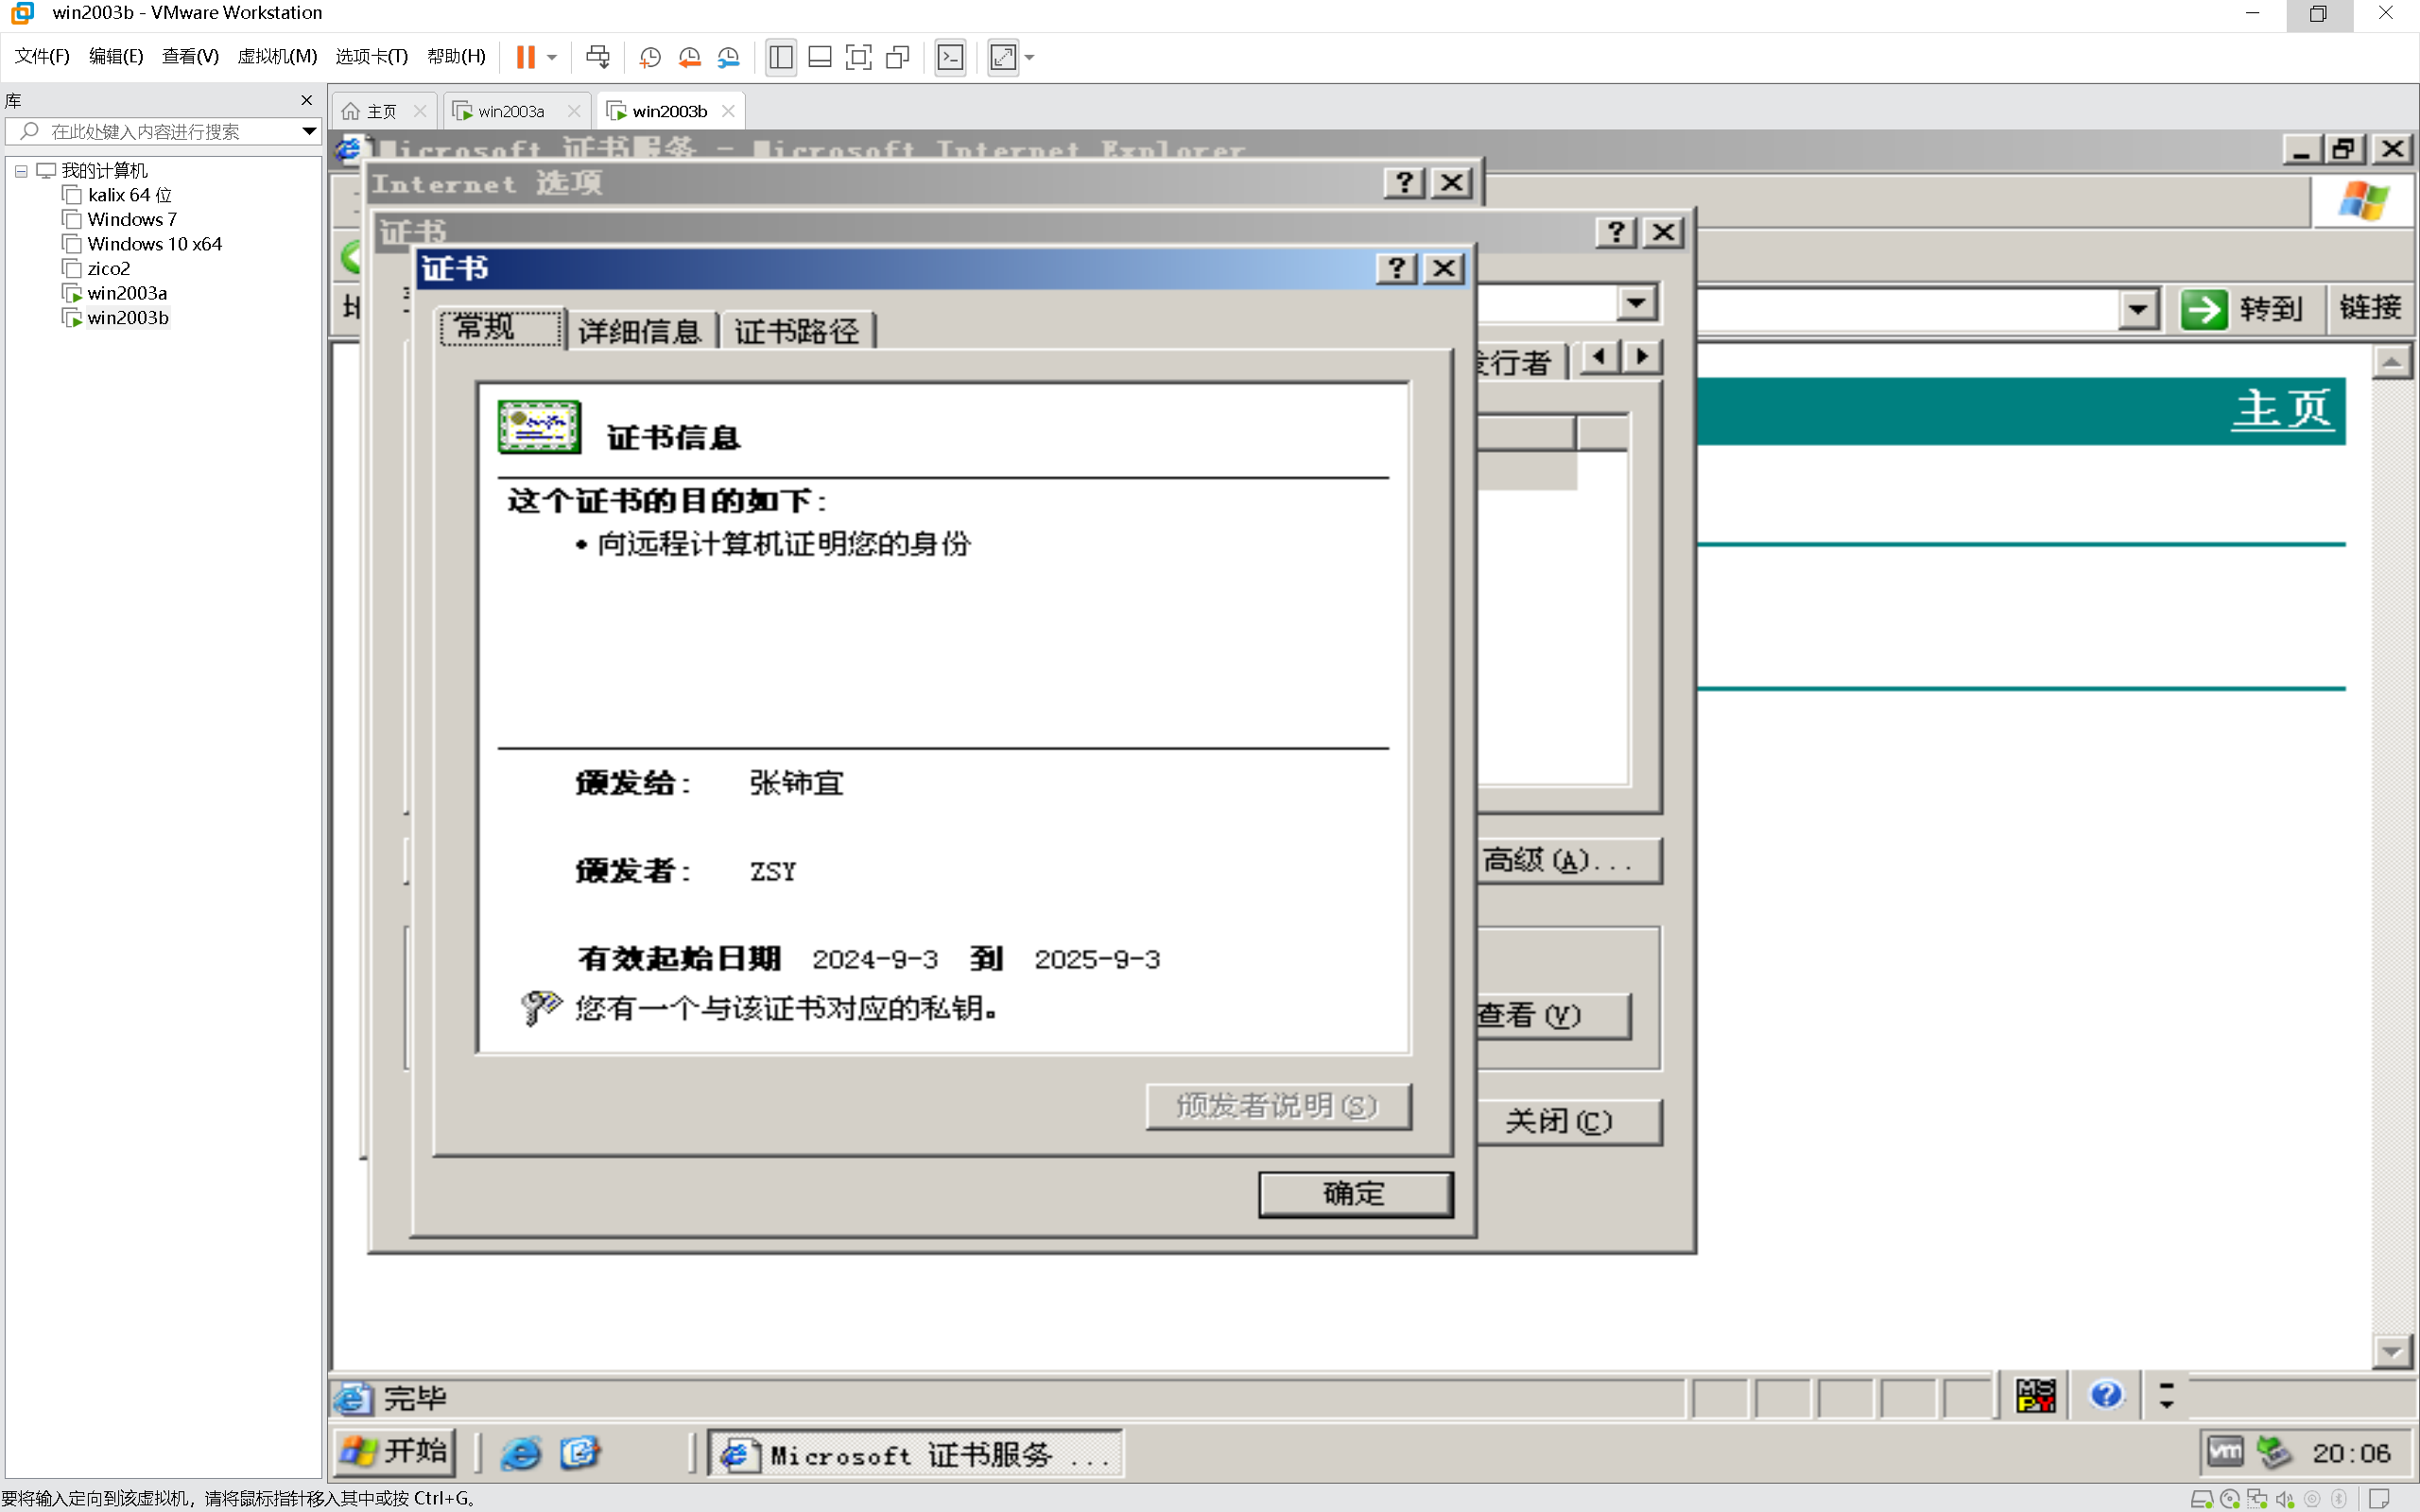 win2003b - VMware Workstation
文件(F) 编辑(E) 查看(V) 虚拟机(M) 选项卡(T) 帮助(H)
库
在此处键入内容进行搜索
我的计算机
kalix 64 位
Windows 7
Windows 10 x64
zico2
win2003a
win2003b
主页 win2003a win2003b
Microsoft 证书服务 - Microsoft Internet Explorer
Internet 选项
证书
证书
常规 详细信息 证书路径
证书信息
这个证书的目的如下:
• 向远程计算机证明您的身份
颁发给: 张铈宜
颁发者: ZSY
有效起始日期 2024-9-3 到 2025-9-3
您有一个与该证书对应的私钥。
颁发者说明(S)
确定
行者
高级(A)...
查看(V)
关闭(C)
转到 链接
主页
完毕
开始 Microsoft 证书服务 ...
20:06
要将输入定向到该虚拟机，请将鼠标指针移入其中或按 Ctrl+G。